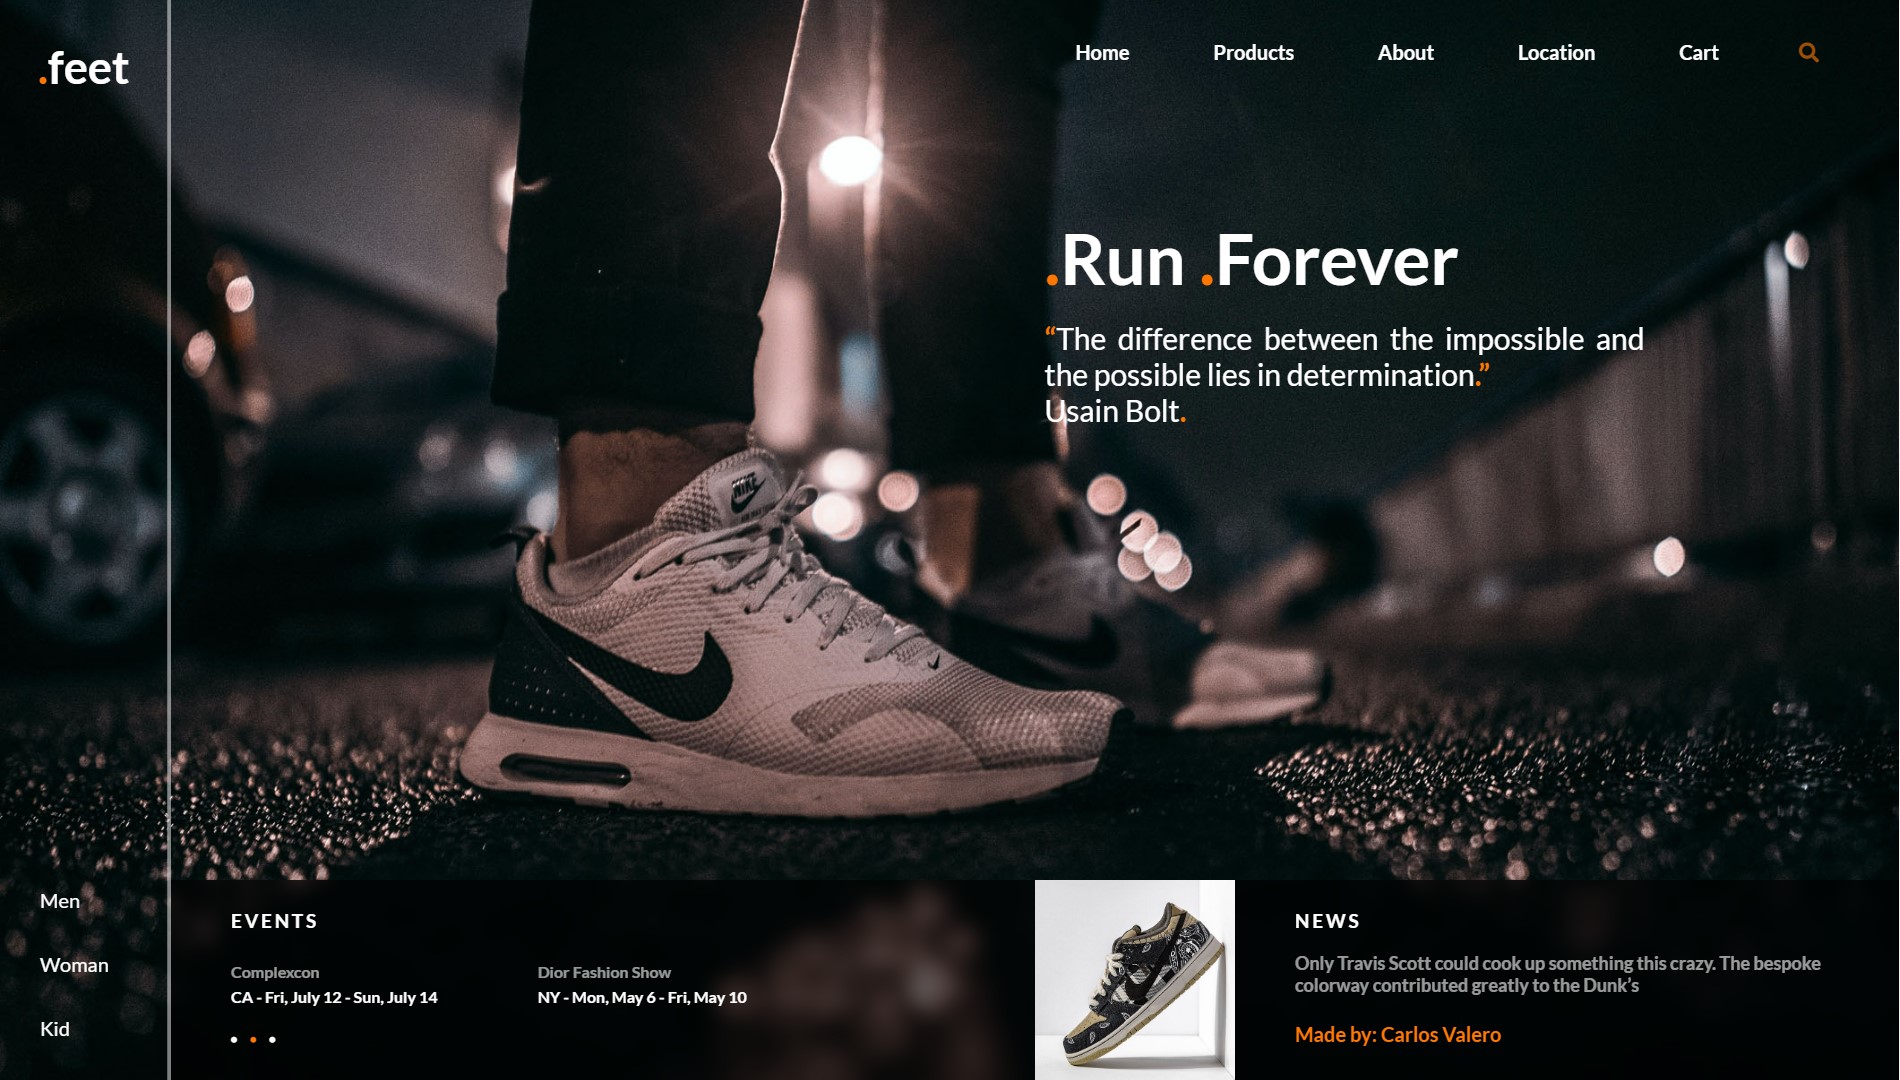 .feet
Home Products About Location Cart
.Run .Forever
“The difference between the impossible and
the possible lies in determination.”
Usain Bolt.
NIKE
Men
Woman
Kid
EVENTS
Complexcon
CA - Fri, July 12 - Sun, July 14
Dior Fashion Show
NY - Mon, May 6 - Fri, May 10
NEWS
Only Travis Scott could cook up something this crazy. The bespoke
colorway contributed greatly to the Dunk’s
Made by: Carlos Valero